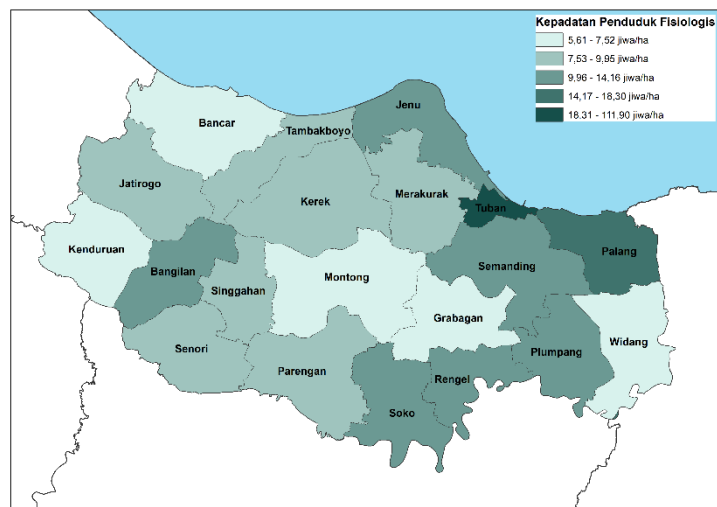 Kepadatan Penduduk Fisiologis
5,61 - 7,52 jiwa/ha
7,53 - 9,95 jiwa/ha
9,96 - 14,16 jiwa/ha
14,17 - 18,30 jiwa/ha
18.31 - 111,90 jiwa/ha
Jenu
Bancar
Tambakboyo
Jatirogo
Merakurak
Kerek
Tuban
Kenduruan
Palang
Bangilan
Semanding
Montong
Singgahan
Grabagan
Widang
Senori
Plumpang
Rengel
Parengan
Soko